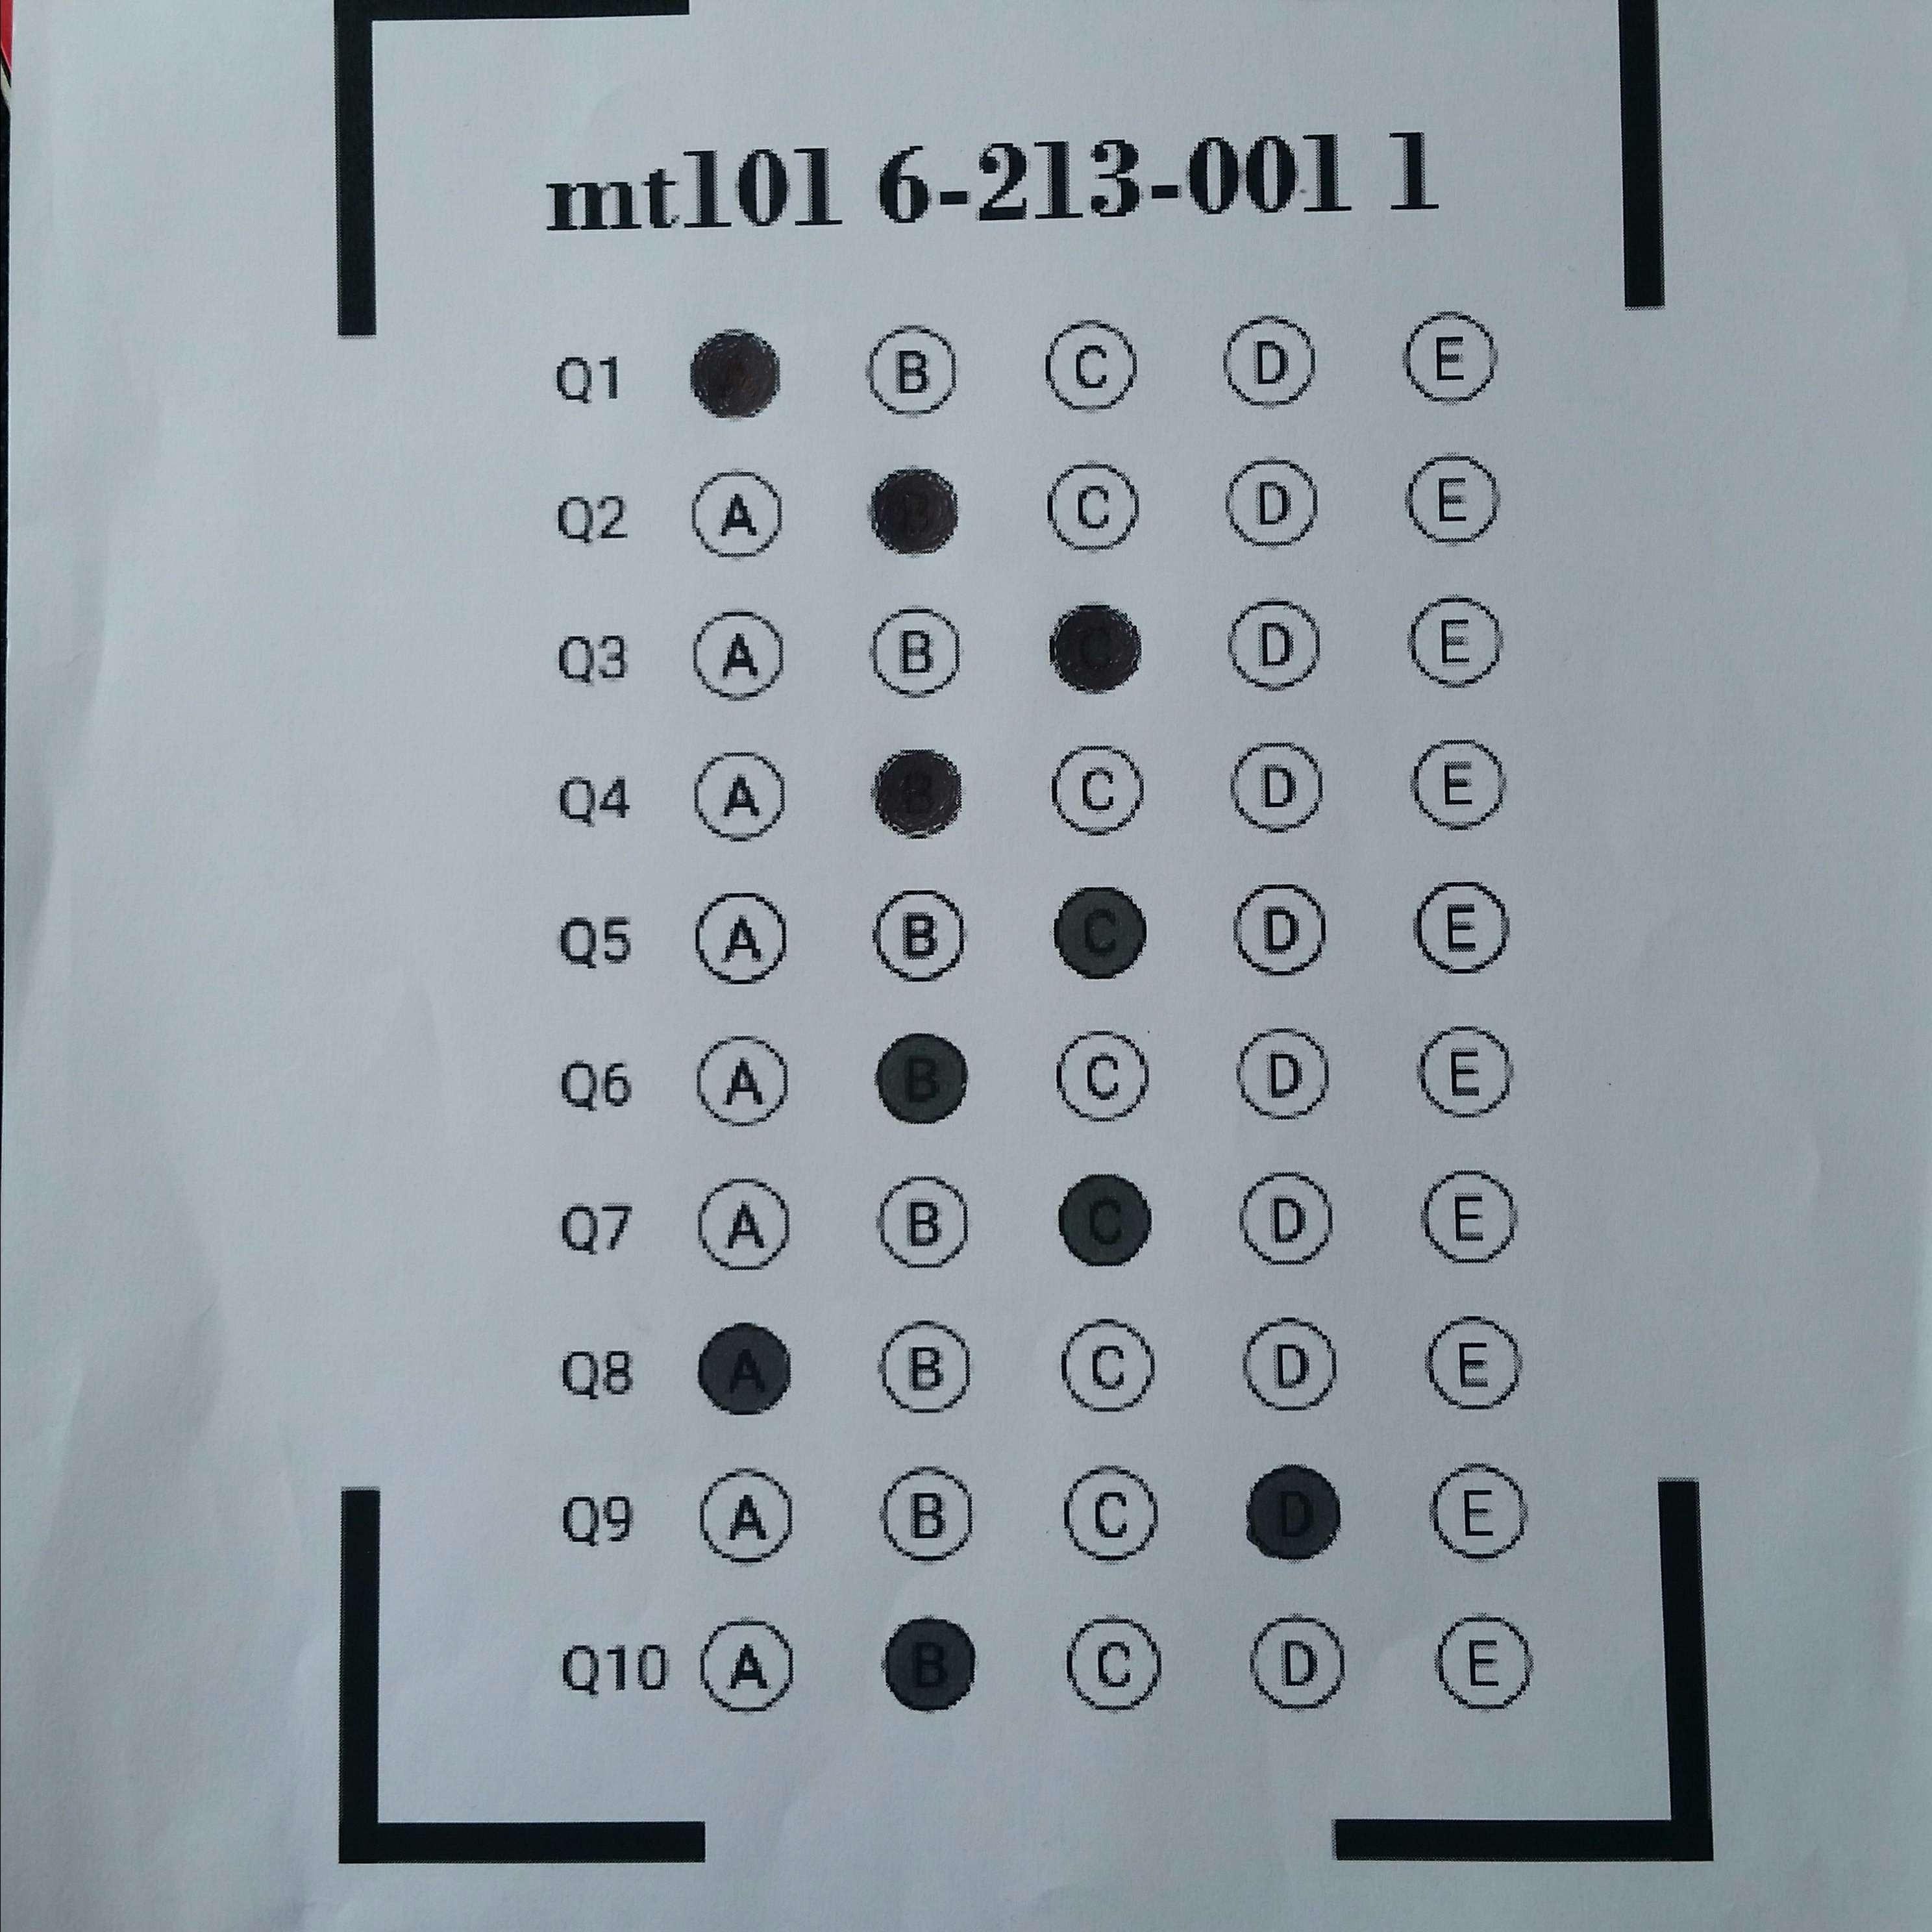 mt101 6-213-001 1
Q1 B C D E
Q2 A B C D E
Q3 A B C D E
Q4 A B C D E
Q5 A B C D E
Q6 A B C D E
Q7 A B C D E
Q8 A B C D E
Q9 A B C D E
Q10 A B C D E